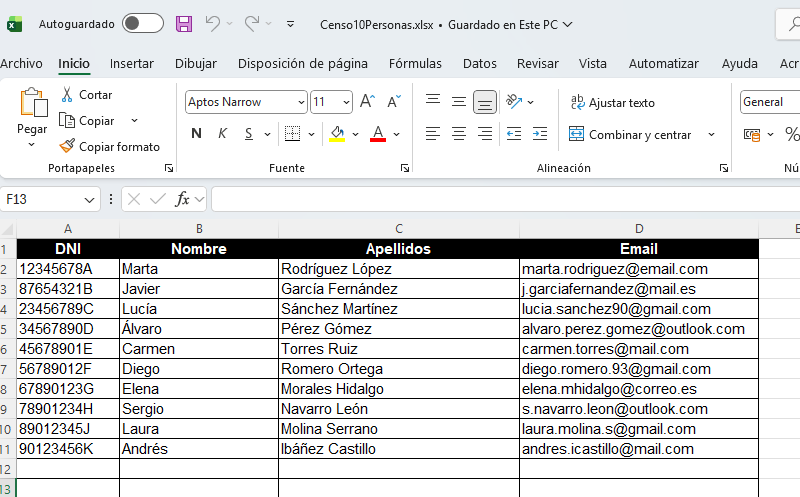 Autoguardado Censo10Personas.xlsx • Guardado en Este PC
Archivo Inicio Insertar Dibujar Disposición de página Fórmulas Datos Revisar Vista Automatizar Ayuda Acr
Pegar
Cortar
Copiar
Copiar formato
Portapapeles
Aptos Narrow 11 A A
N K S A
Fuente
ab Ajustar texto
Combinar y centrar
Alineación
General
%
Nú
F13 fx
A B C D E
1 DNI Nombre Apellidos Email
2 12345678A Marta Rodríguez López marta.rodriguez@email.com
3 87654321B Javier García Fernández j.garciafernandez@mail.es
4 23456789C Lucía Sánchez Martínez lucia.sanchez90@gmail.com
5 34567890D Álvaro Pérez Gómez alvaro.perez.gomez@outlook.com
6 45678901E Carmen Torres Ruiz carmen.torres@mail.com
7 56789012F Diego Romero Ortega diego.romero.93@gmail.com
8 67890123G Elena Morales Hidalgo elena.mhidalgo@correo.es
9 78901234H Sergio Navarro León s.navarro.leon@outlook.com
10 89012345J Laura Molina Serrano laura.molina.s@gmail.com
11 90123456K Andrés Ibáñez Castillo andres.icastillo@mail.com
12
13